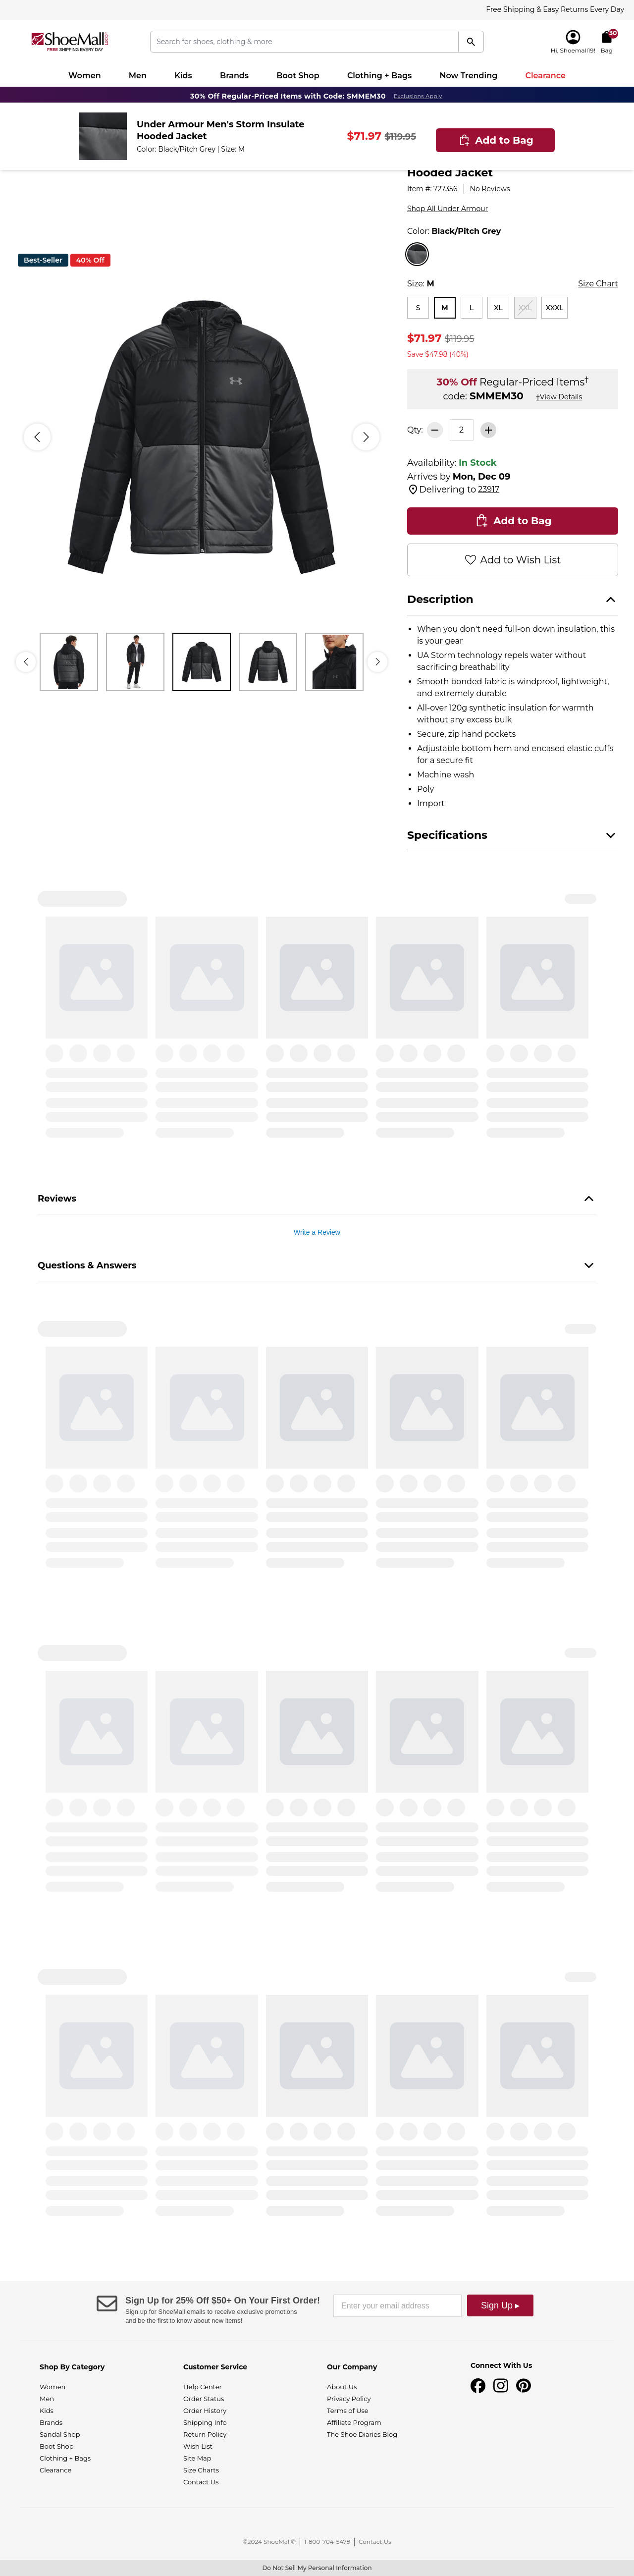 Free Shipping & Easy Returns Every Day
ShoeMall
FREE SHIPPING EVERY DAY
Search for shoes, clothing & more
Hi, Shoemall19!
30
Bag
Women
Men
Kids
Brands
Boot Shop
Clothing + Bags
Now Trending
Clearance
30% Off Regular-Priced Items with Code: SMMEM30 Exclusions Apply
Under Armour Men's Storm Insulate
Hooded Jacket
Color: Black/Pitch Grey | Size: M
$71.97 $119.95
Add to Bag
Hooded Jacket
Item #: 727356
No Reviews
Shop All Under Armour
Color: Black/Pitch Grey
Best-Seller
40% Off
Size: M
Size Chart
S
M
L
XL
XXL
XXXL
$71.97 $119.95
Save $47.98 (40%)
30% Off Regular-Priced Items†
code: SMMEM30 ‡View Details
Qty:
2
Availability: In Stock
Arrives by Mon, Dec 09
Delivering to 23917
Add to Bag
Add to Wish List
Description
When you don't need full-on down insulation, this
is your gear
UA Storm technology repels water without
sacrificing breathability
Smooth bonded fabric is windproof, lightweight,
and extremely durable
All-over 120g synthetic insulation for warmth
without any excess bulk
Secure, zip hand pockets
Adjustable bottom hem and encased elastic cuffs
for a secure fit
Machine wash
Poly
Import
Specifications
Reviews
Write a Review
Questions & Answers
Sign Up for 25% Off $50+ On Your First Order!
Sign up for ShoeMall emails to receive exclusive promotions
and be the first to know about new items!
Enter your email address
Sign Up ▸
Shop By Category
Women
Men
Kids
Brands
Sandal Shop
Boot Shop
Clothing + Bags
Clearance
Customer Service
Help Center
Order Status
Order History
Shipping Info
Return Policy
Wish List
Site Map
Size Charts
Contact Us
Our Company
About Us
Privacy Policy
Terms of Use
Affiliate Program
The Shoe Diaries Blog
Connect With Us
©2024 ShoeMall®
1-800-704-5478
Contact Us
Do Not Sell My Personal Information